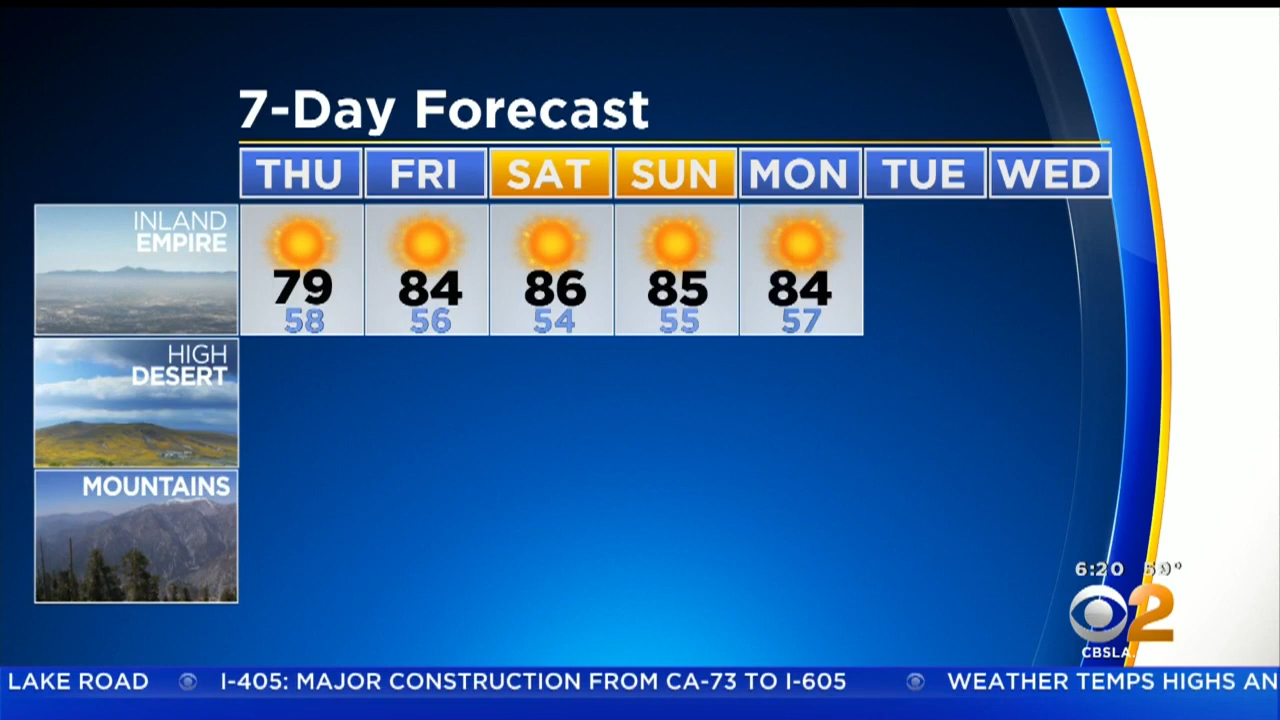 7-Day Forecast
THU FRI SAT SUN MON TUE WED
INLAND
EMPIRE
79 84 86 85 84
58 56 54 55 57
HIGH
DESERT
MOUNTAINS
6:20
2
CBSLA.
LAKE ROAD I-405: MAJOR CONSTRUCTION FROM CA-73 TO I-605 WEATHER TEMPS HIGHS AN